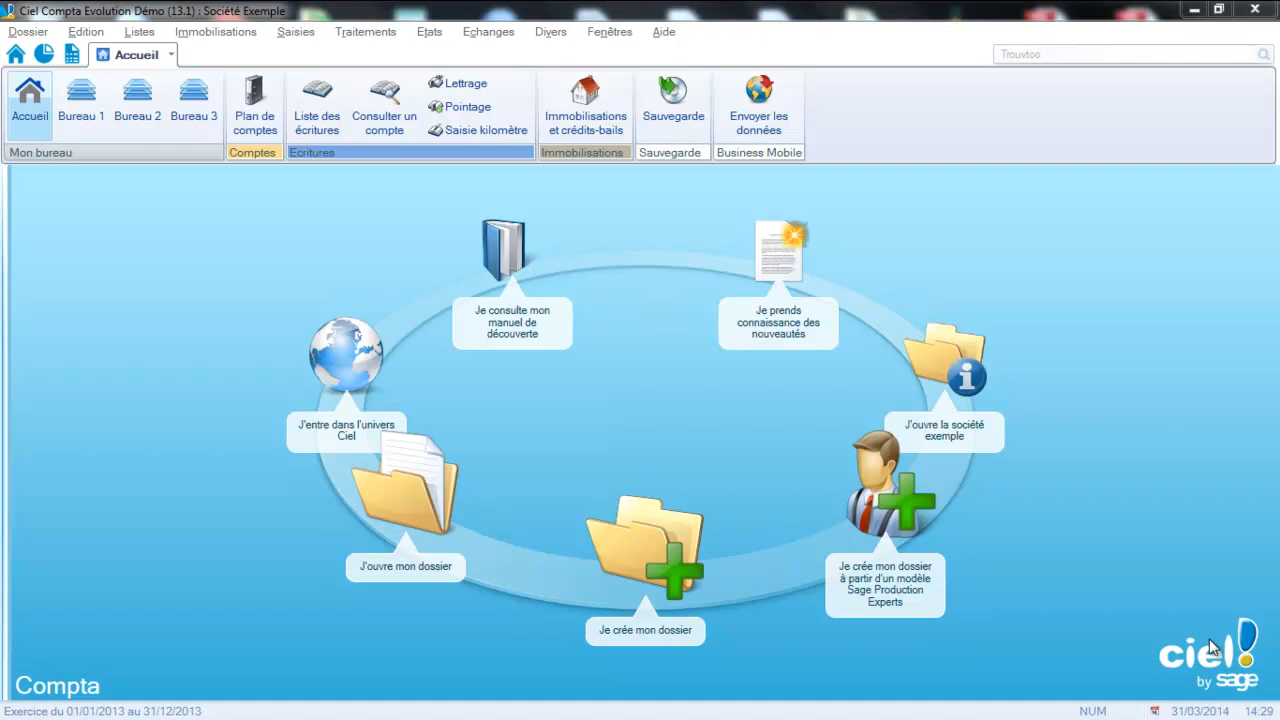 Ciel Compta Evolution Démo (13.1) : Société Exemple
Dossier Edition Listes Immobilisations Saisies Traitements Etats Echanges Divers Fenêtres Aide
Accueil
Trouvtoo
Accueil
Bureau 1
Bureau 2
Bureau 3
Mon bureau
Plan de
comptes
Comptes
Liste des
écritures
Consulter un
compte
Lettrage
Pointage
Saisie kilomètre
Ecritures
Immobilisations
et crédits-bails
Immobilisations
Sauvegarde
Sauvegarde
Envoyer les
données
Business Mobile
Je consulte mon
manuel de
découverte
Je prends
connaissance des
nouveautés
J'entre dans l'univers
Ciel
J'ouvre la société
exemple
J'ouvre mon dossier
Je crée mon dossier
à partir d'un modèle
Sage Production
Experts
Je crée mon dossier
ciel!
by sage
Compta
Exercice du 01/01/2013 au 31/12/2013
NUM
31/03/2014
14:29